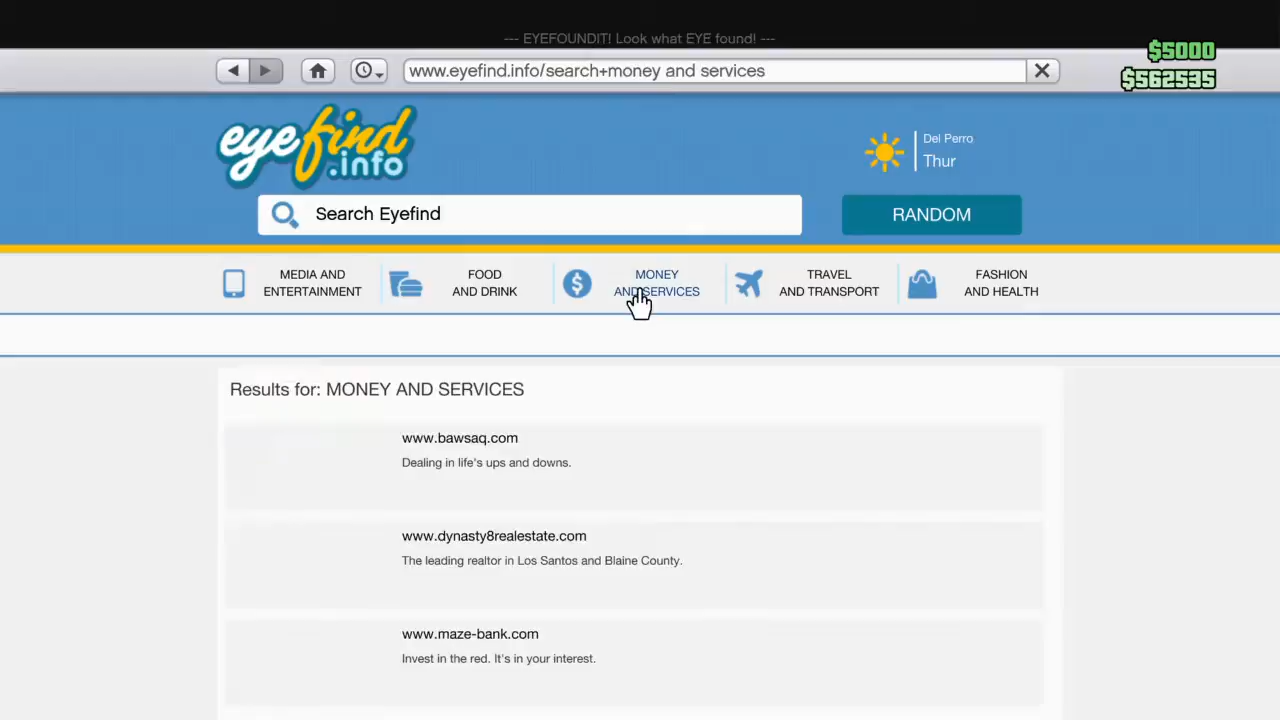 --- EYEFOUNDIT! Look what EYE found! ---
$5000
www.eyefind.info/search+money and services
$562535
eyefind
.info
Del Perro
Thur
Search Eyefind
RANDOM
MEDIA AND
ENTERTAINMENT
FOOD
AND DRINK
MONEY
AND SERVICES
TRAVEL
AND TRANSPORT
FASHION
AND HEALTH
Results for: MONEY AND SERVICES
www.bawsaq.com
Dealing in life's ups and downs.
www.dynasty8realestate.com
The leading realtor in Los Santos and Blaine County.
www.maze-bank.com
Invest in the red. It's in your interest.